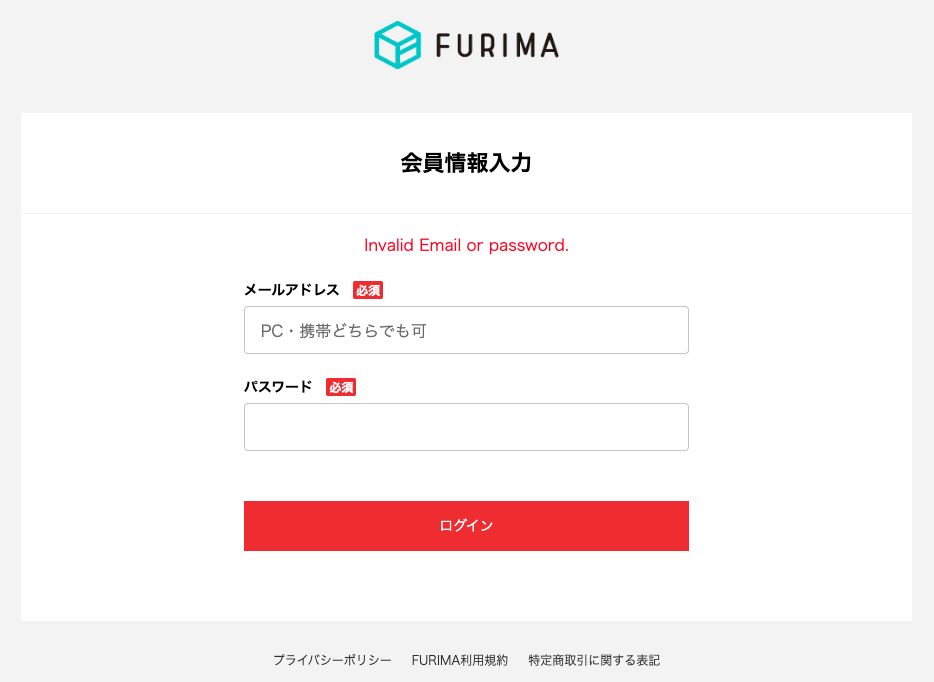 FURIMA
会員情報入力
Invalid Email or password.
メールアドレス 必須
PC・携帯どちらでも可
パスワード 必須
ログイン
プライバシーポリシー FURIMA利用規約 特定商取引に関する表記